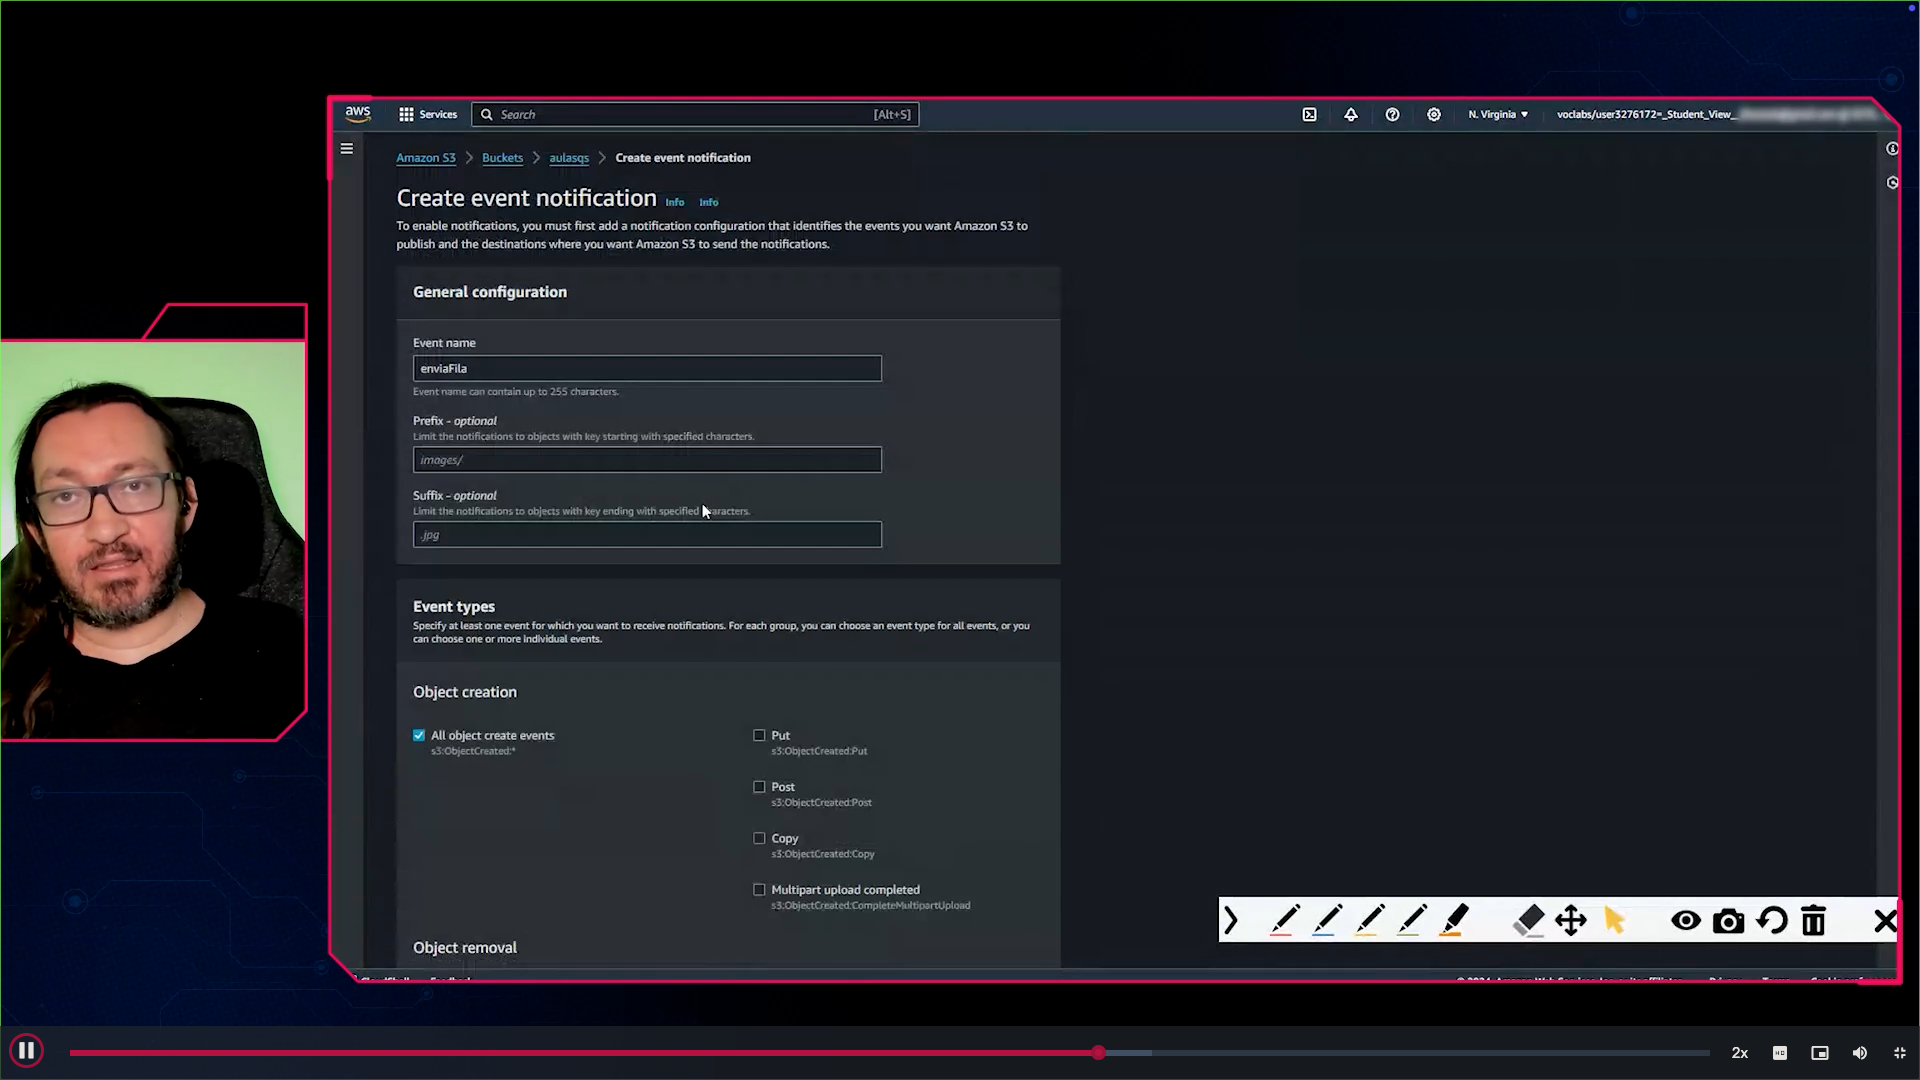 aws
Services
Search
[Alt+S]
N. Virginia
voclabs/user3276172=_Student_View_
Amazon S3
Buckets
aulasqs
Create event notification
Create event notification
Info
Info
To enable notifications, you must first add a notification configuration that identifies the events you want Amazon S3 to
publish and the destinations where you want Amazon S3 to send the notifications.
General configuration
Event name
enviaFila
Event name can contain up to 255 characters.
Prefix - optional
Limit the notifications to objects with key starting with specified characters.
images/
Suffix - optional
Limit the notifications to objects with key ending with specified
.jpg
Event types
Specify at least one event for which you want to receive notifications. For each group, you can choose an event type for all events, or you
can choose one or more individual events.
Object creation
All object create events
s3:ObjectCreated:*
Put
s3:ObjectCreated:Put
Post
s3:ObjectCreated:Post
Copy
s3:ObjectCreated:Copy
Multipart upload completed
s3:ObjectCreated:CompleteMultipartUpload
Object removal
2x